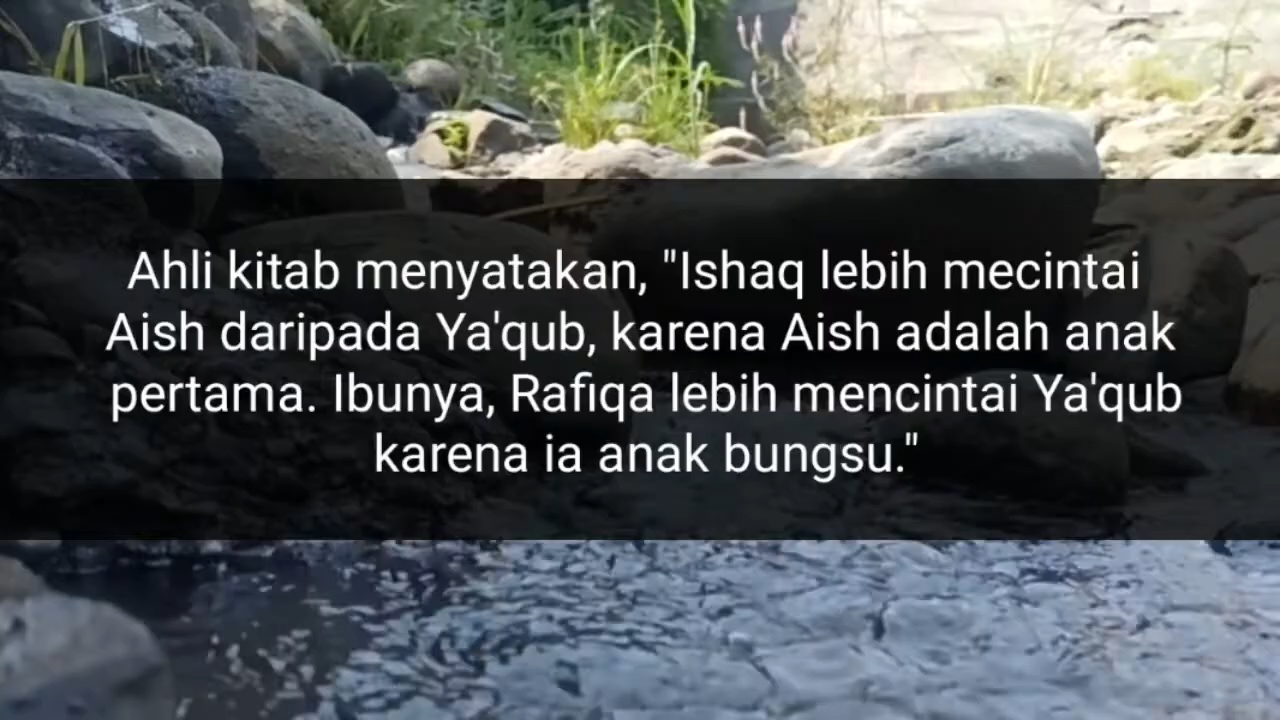 Ahli kitab menyatakan, "Ishaq lebih mecintai
Aish daripada Ya'qub, karena Aish adalah anak
pertama. Ibunya, Rafiqa lebih mencintai Ya'qub
karena ia anak bungsu."